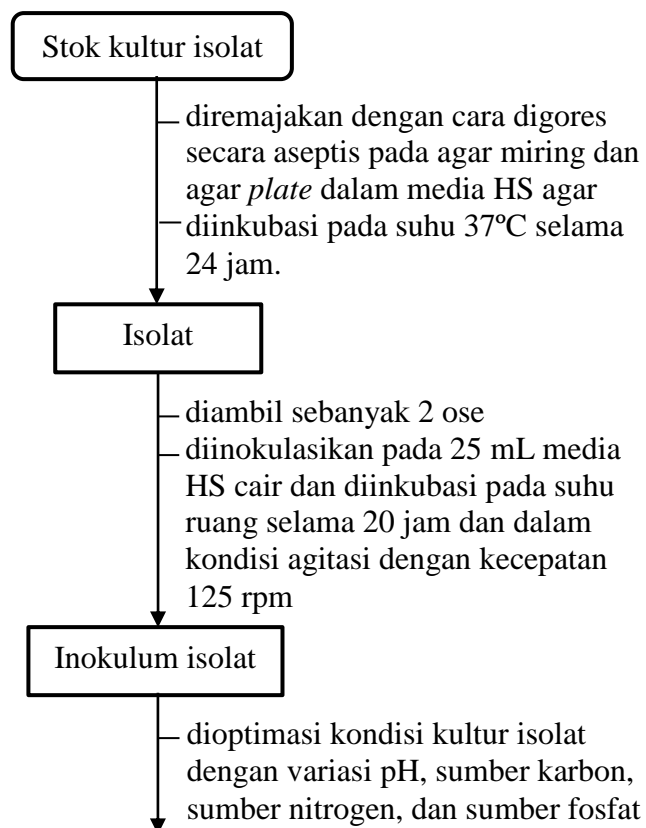 Stok kultur isolat
diremajakan dengan cara digores
secara aseptis pada agar miring dan
agar plate dalam media HS agar
diinkubasi pada suhu 37ºC selama
24 jam.
Isolat
diambil sebanyak 2 ose
diinokulasikan pada 25 mL media
HS cair dan diinkubasi pada suhu
ruang selama 20 jam dan dalam
kondisi agitasi dengan kecepatan
125 rpm
Inokulum isolat
dioptimasi kondisi kultur isolat
dengan variasi pH, sumber karbon,
sumber nitrogen, dan sumber fosfat